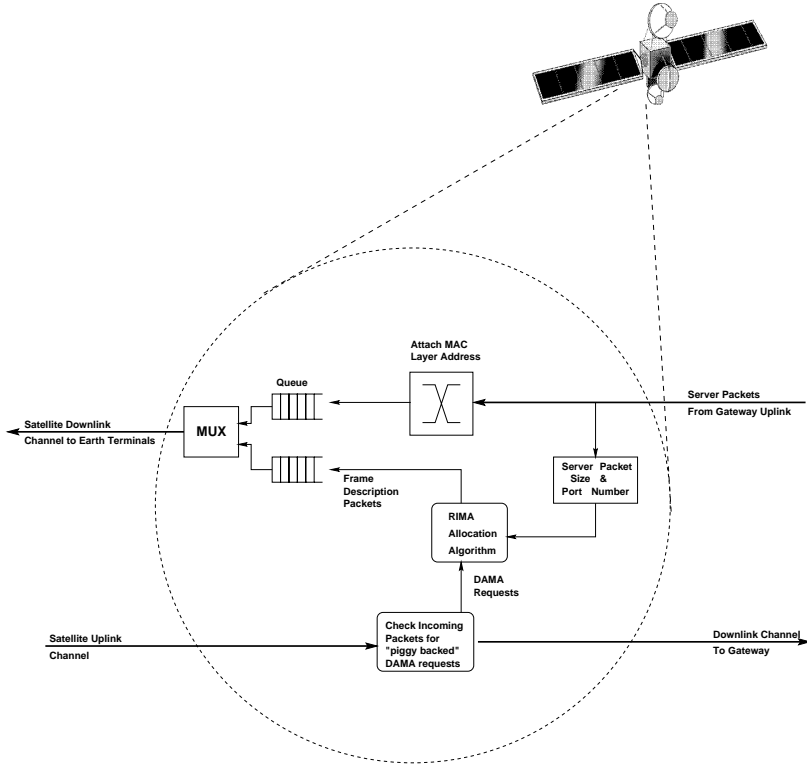 Attach MAC
Layer Address
Queue
Server Packets
From Gateway Uplink
Satellite Downlink
Channel to Earth Terminals
MUX
Frame
Description
Packets
Server Packet
Size &
Port Number
RIMA
Allocation
Algorithm
DAMA
Requests
Satellite Uplink
Channel
Check Incoming
Packets for
"piggy backed"
DAMA requests
Downlink Channel
To Gateway